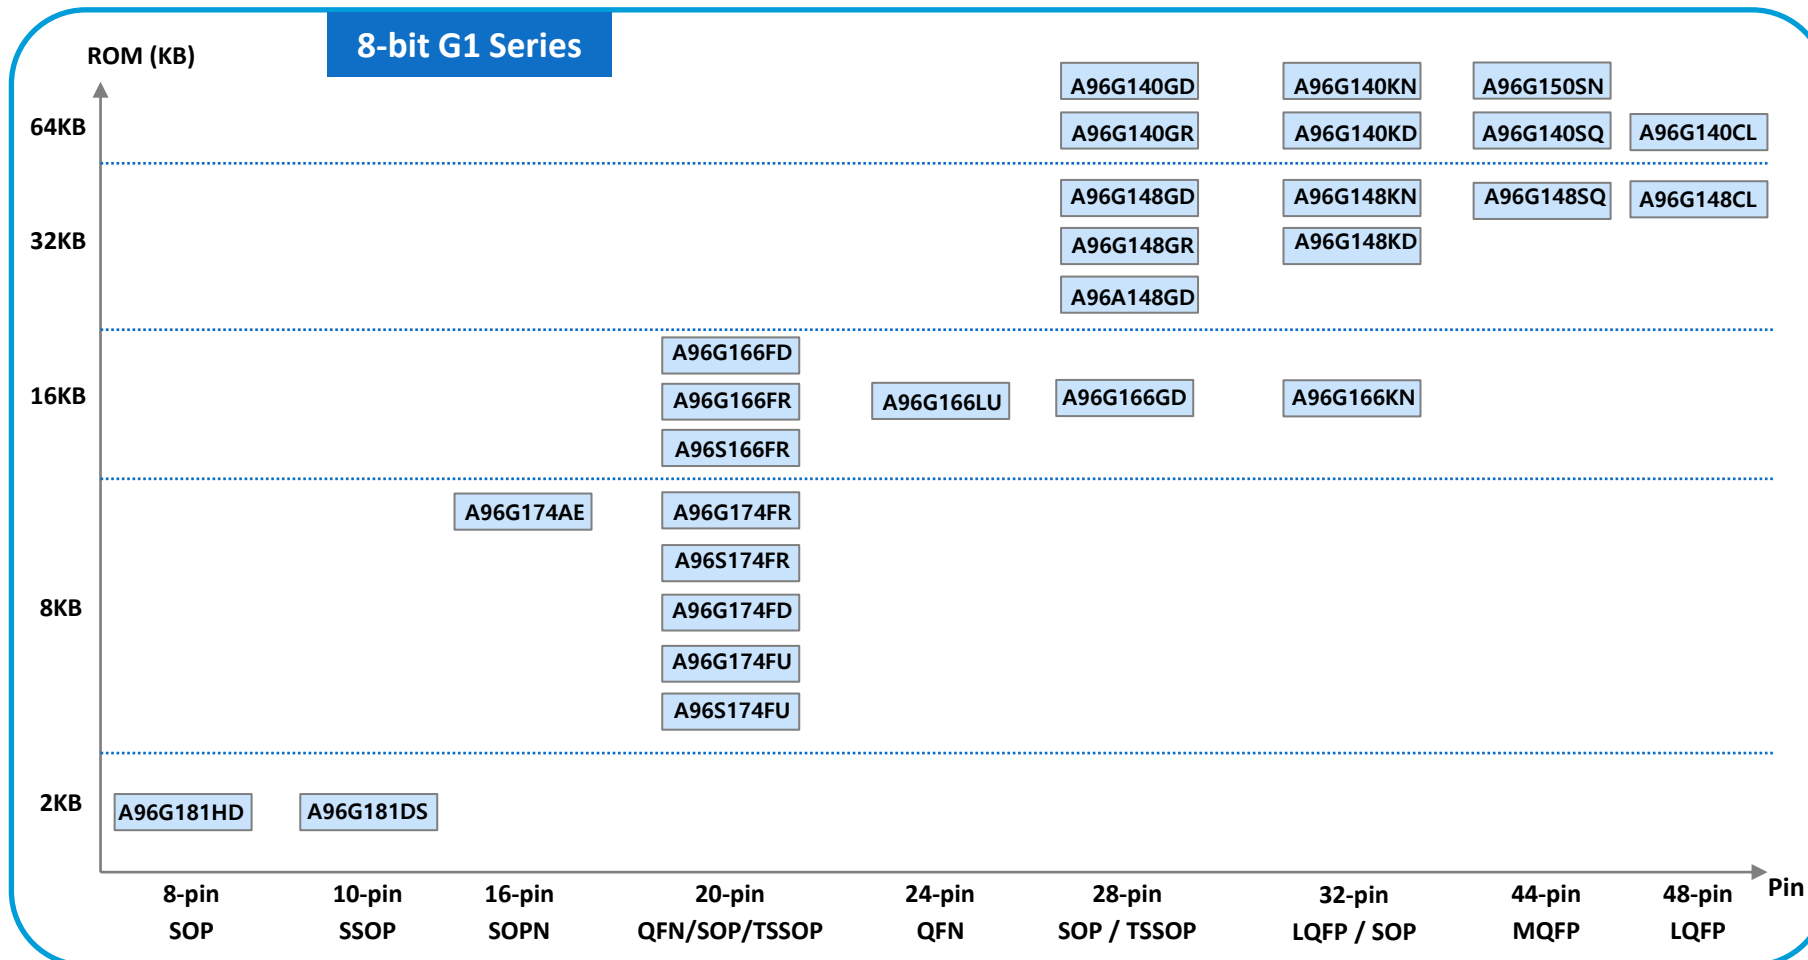 8-bit G1 Series
ROM (KB)
A96G140GD A96G140KN A96G150SN
64KB A96G140GR A96G140KD A96G140SQ A96G140CL
A96G148GD A96G148KN A96G148SQ A96G148CL
32KB A96G148GR A96G148KD
A96A148GD
A96G166FD
16KB A96G166FR A96G166LU A96G166GD A96G166KN
A96S166FR
A96G174AE A96G174FR
A96S174FR
8KB A96G174FD
A96G174FU
A96S174FU
2KB A96G181HD A96G181DS
8-pin 10-pin 16-pin 20-pin 24-pin 28-pin 32-pin 44-pin 48-pin Pin
SOP SSOP SOPN QFN/SOP/TSSOP QFN SOP / TSSOP LQFP / SOP MQFP LQFP